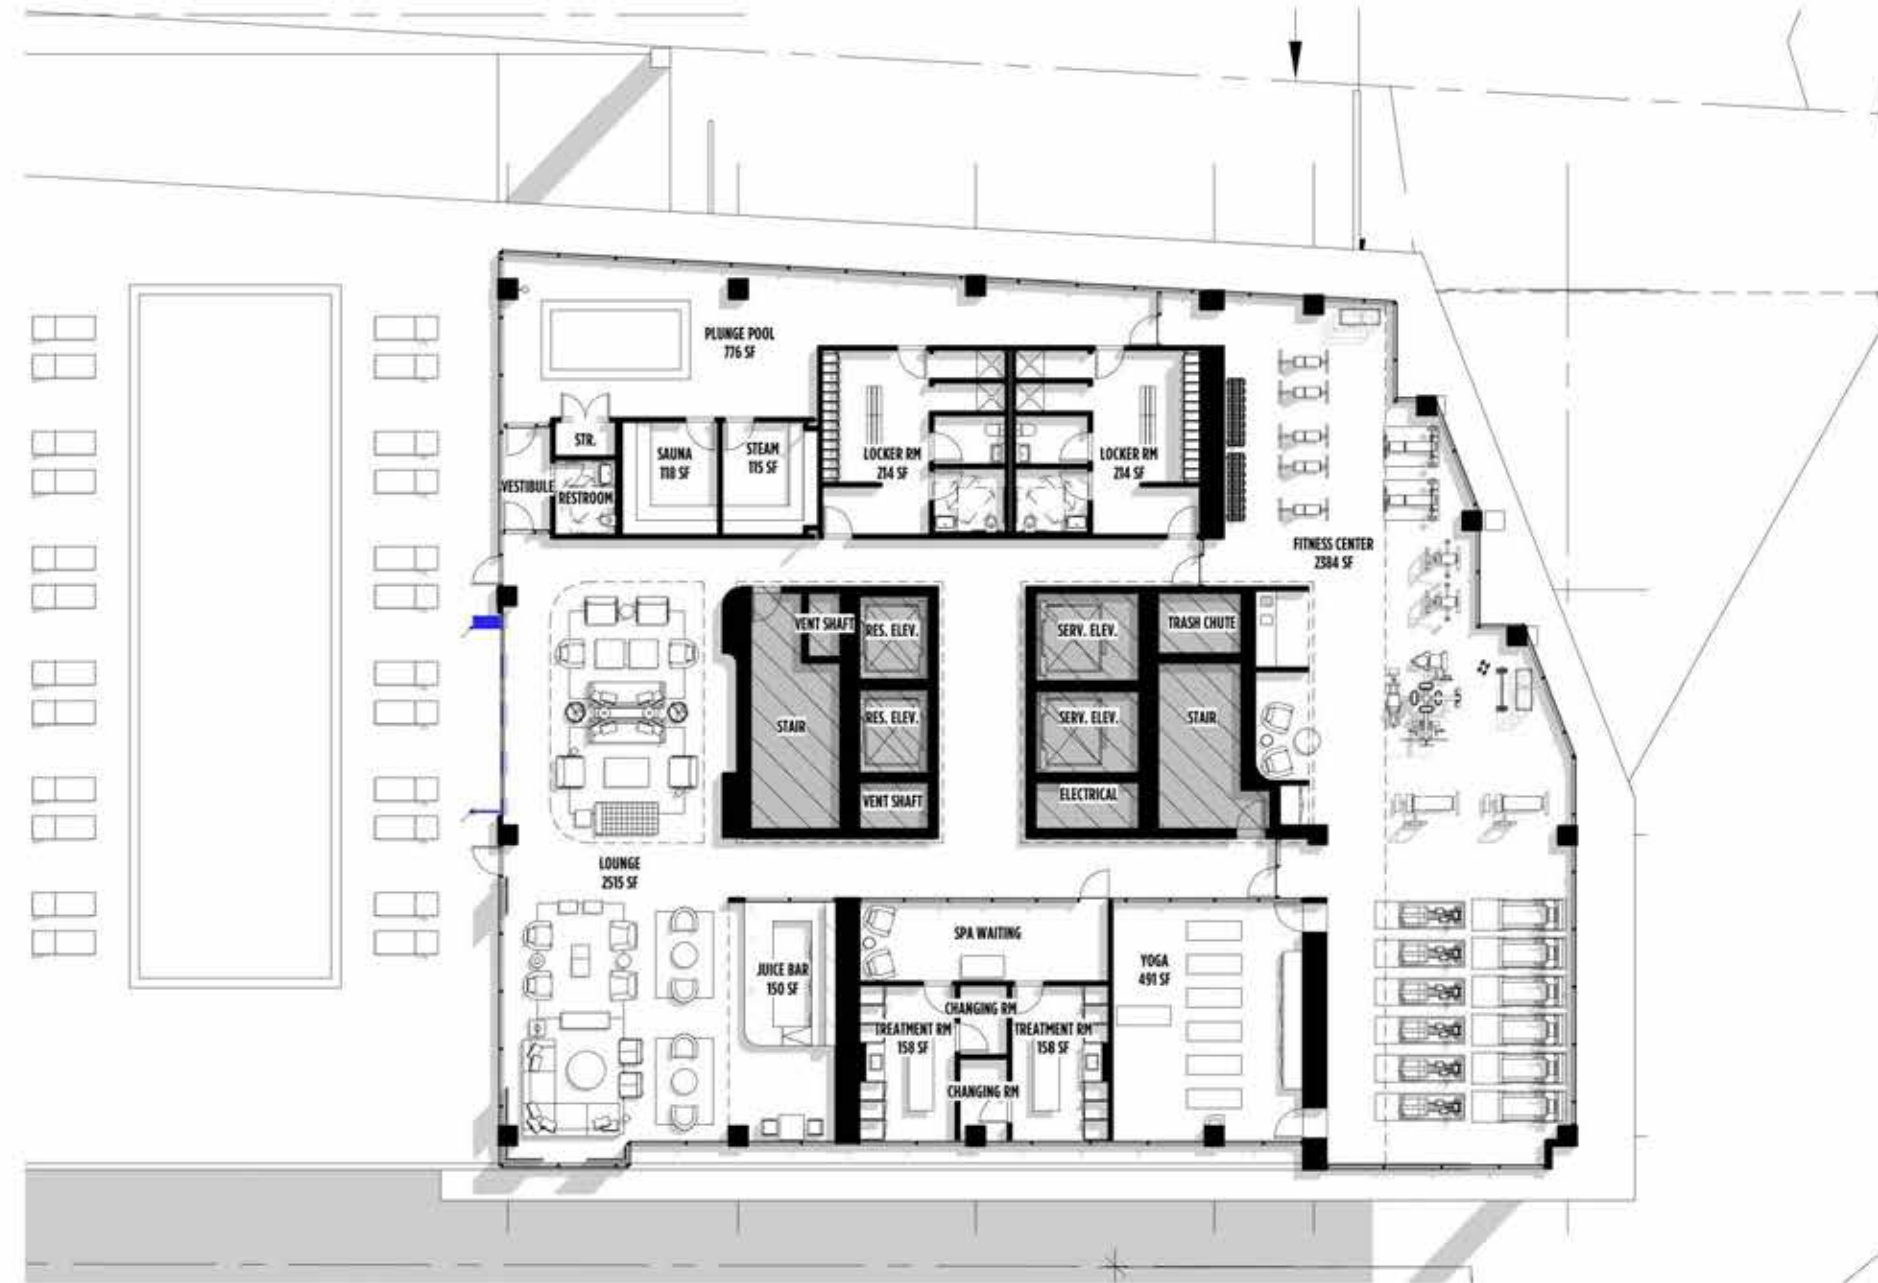 PLUNGE POOL
776 SF
STR.
SAUNA
118 SF
STEAM
115 SF
LOCKER RM
214 SF
LOCKER RM
214 SF
VESTIBULE
RESTROOM
FITNESS CENTER
2384 SF
VENT SHAFT
RES. ELEV.
SERV. ELEV.
TRASH CHUTE
STAIR
RES. ELEV.
SERV. ELEV.
STAIR
VENT SHAFT
ELECTRICAL
LOUNGE
2515 SF
SPA WAITING
JUICE BAR
150 SF
YOGA
491 SF
CHANGING RM
TREATMENT RM
158 SF
TREATMENT RM
158 SF
CHANGING RM